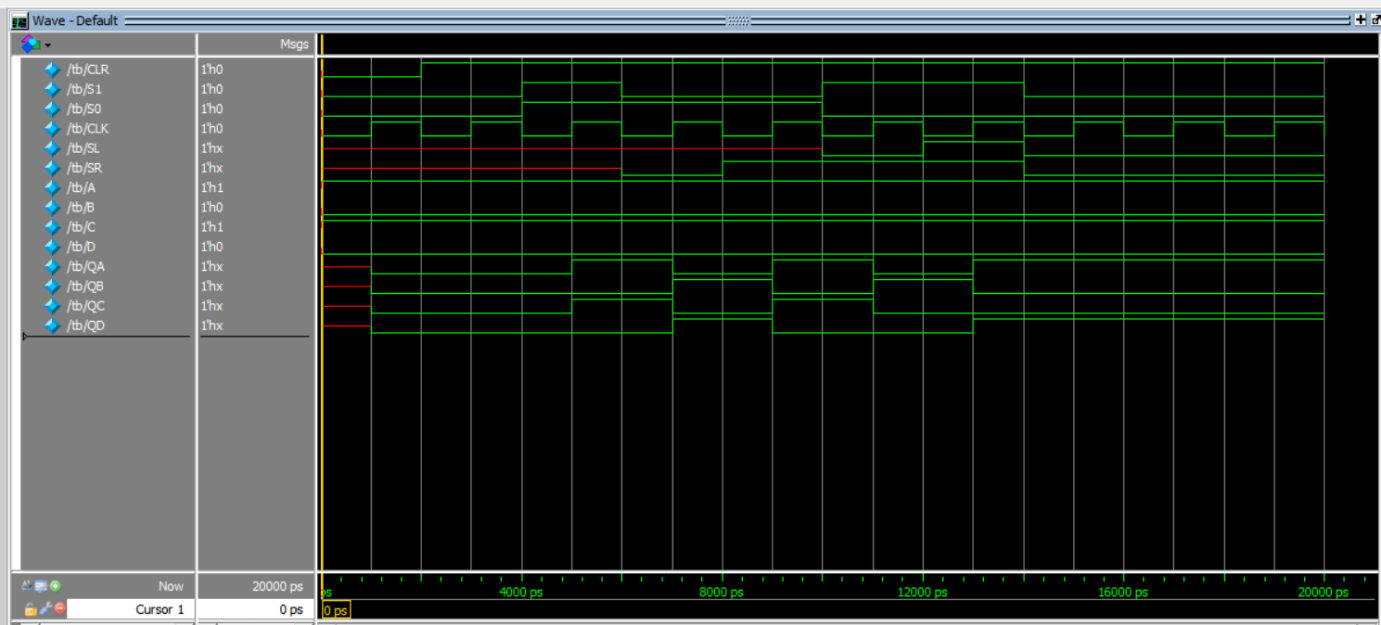 Wave - Default
Msgs
/tb/CLR 1'h0
/tb/S1 1'h0
/tb/S0 1'h0
/tb/CLK 1'h0
/tb/SL 1'hx
/tb/SR 1'hx
/tb/A 1'h1
/tb/B 1'h0
/tb/C 1'h1
/tb/D 1'h0
/tb/QA 1'hx
/tb/QB 1'hx
/tb/QC 1'hx
/tb/QD 1'hx
Now 20000 ps ps 4000 ps 8000 ps 12000 ps 16000 ps 20000 ps
Cursor 1 0 ps 0 ps